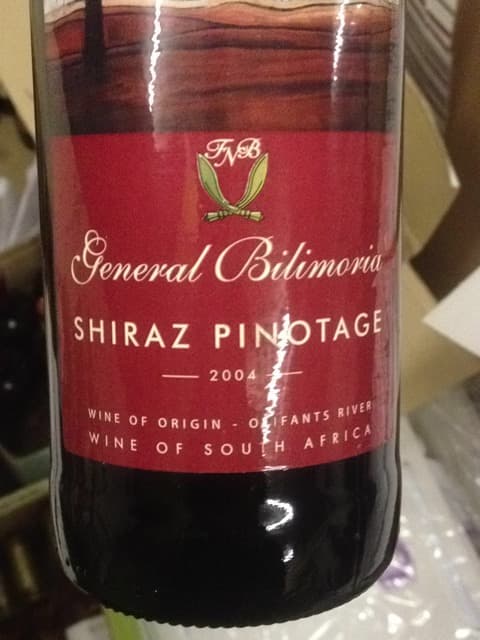 FNB
General Bilimoria
SHIRAZ PINOTAGE
2004
WINE OF ORIGIN - OLIFANTS RIVER
WINE OF SOUTH AFRICA